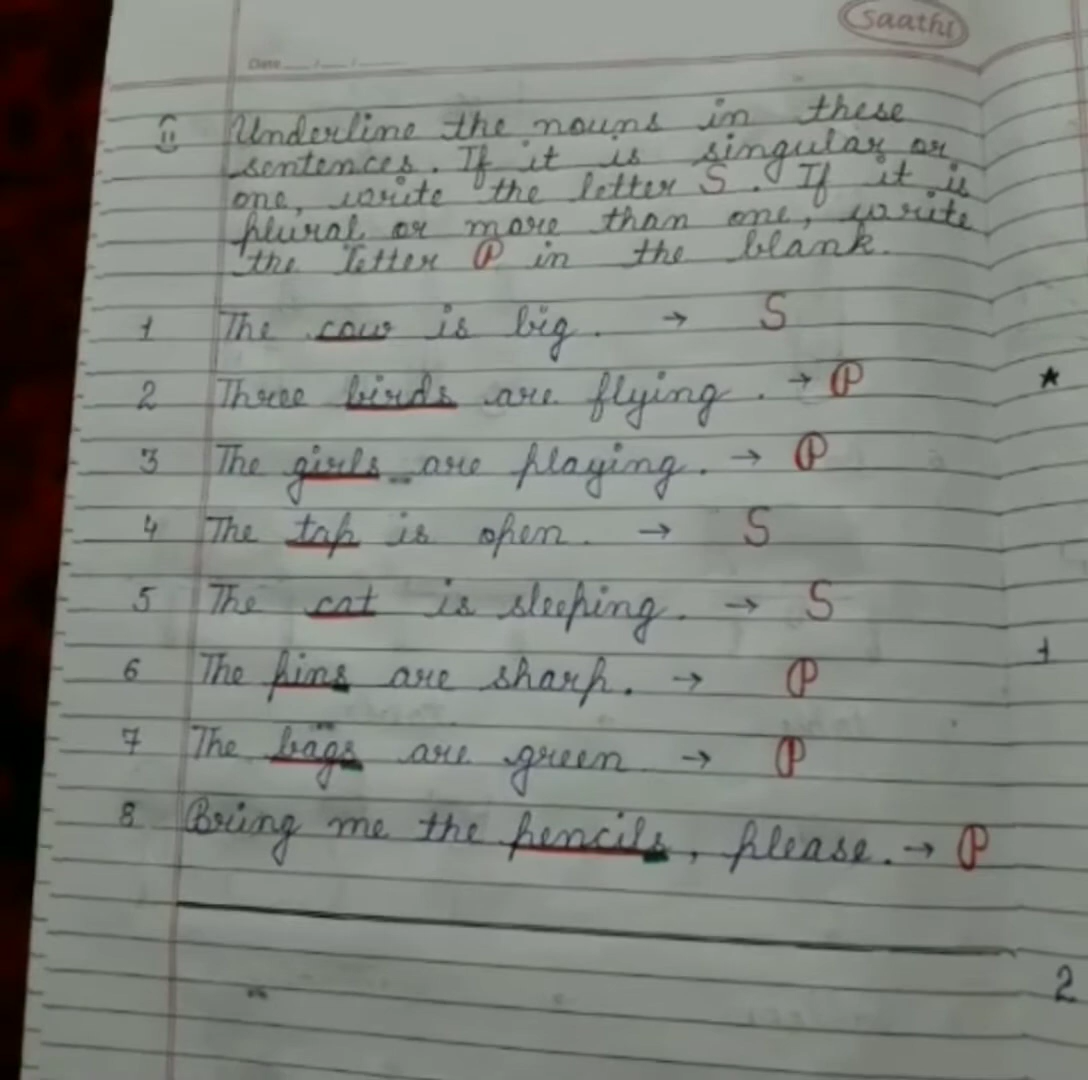 Saathi
Date ___/___/___
(ii) Underline the nouns in these
sentences. If it is singular or
one, write the letter S. If it is
plural or more than one, write
the letter P in the blank.
1 The cow is big. → S
2 Three birds are flying. → P
3 The girls are playing. → P
4 The tap is open. → S
5 The cat is sleeping. → S
6 The pins are sharp. → P
7 The bags are green → P
8 Bring me the pencils, please. → P
2